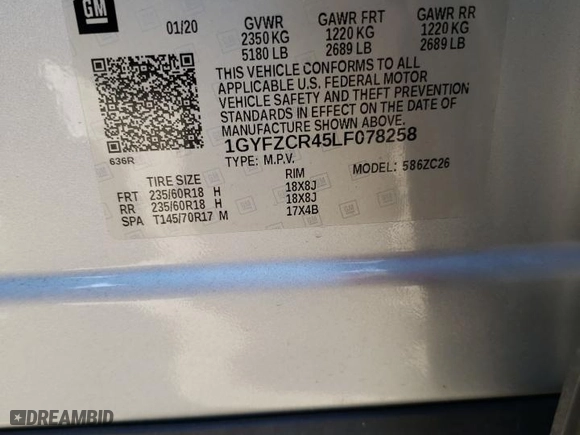 GM
01/20
GVWR GAWR FRT GAWR RR
2350 KG 1220 KG 1220 KG
5180 LB 2689 LB 2689 LB
THIS VEHICLE CONFORMS TO ALL
APPLICABLE U.S. FEDERAL MOTOR
VEHICLE SAFETY AND THEFT PREVENTION
STANDARDS IN EFFECT ON THE DATE OF
MANUFACTURE SHOWN ABOVE.
1GYFZCR45LF078258
636R
TYPE: M.P.V. MODEL: 586ZC26
TIRE SIZE RIM
FRT 235/60R18 H 18X8J
RR 235/60R18 H 18X8J
SPA T145/70R17 M 17X4B
DREAMBID